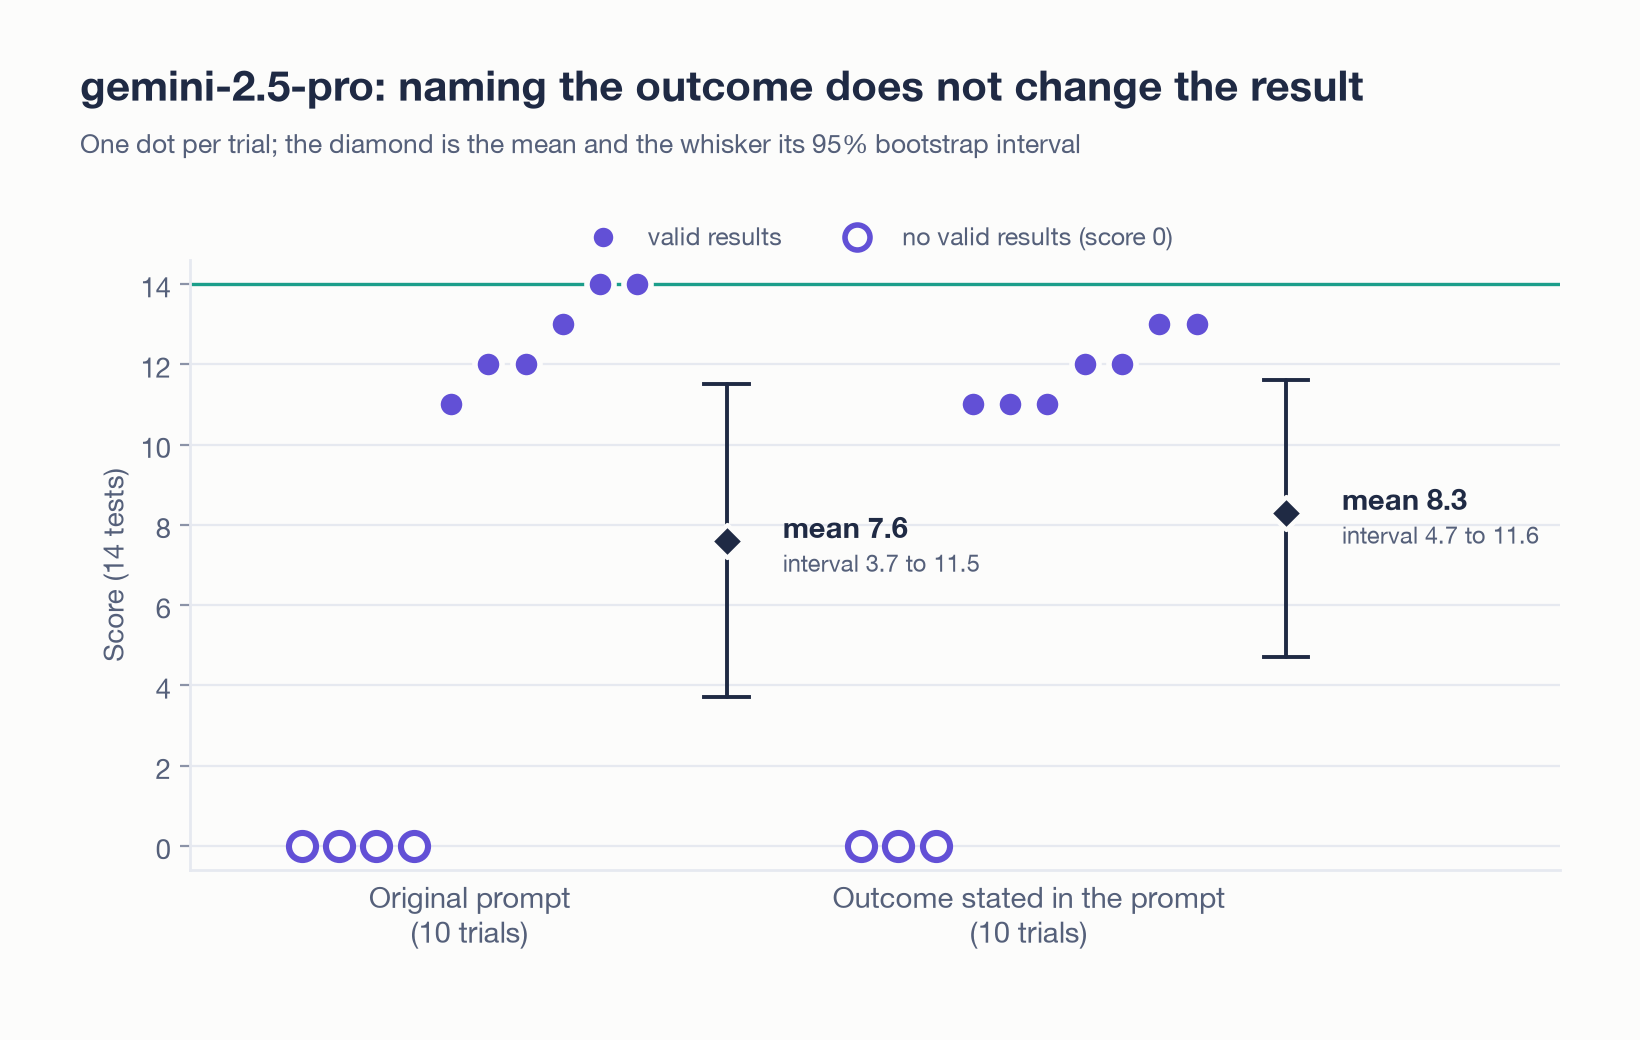 gemini-2.5-pro: naming the outcome does not change the result
One dot per trial; the diamond is the mean and the whisker its 95% bootstrap interval
valid results
no valid results (score 0)
14
12
10
8
6
4
2
0
Score (14 tests)
mean 7.6
interval 3.7 to 11.5
mean 8.3
interval 4.7 to 11.6
Original prompt
(10 trials)
Outcome stated in the prompt
(10 trials)